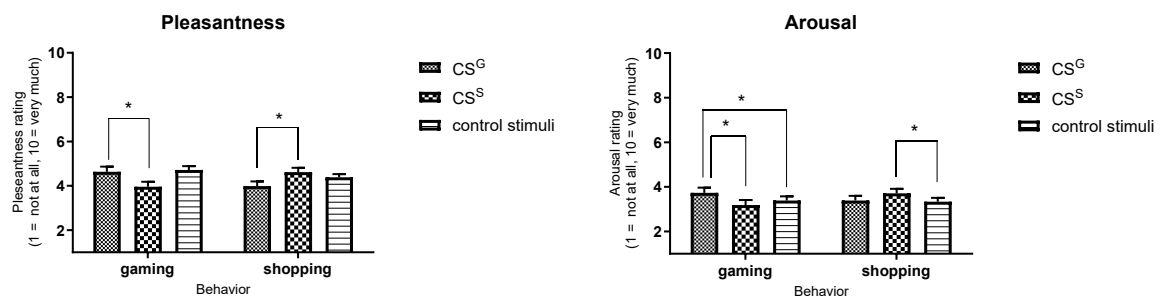 Pleasantness
Pleseantness rating
(1 = not at all, 10 = very much)
10
8
6
4
2
*
*
gaming
shopping
Behavior
CS^G
CS^S
control stimuli
Arousal
Arousal rating
(1 = not at all, 10 = very much)
10
8
6
4
2
*
*
*
gaming
shopping
Behavior
CS^G
CS^S
control stimuli